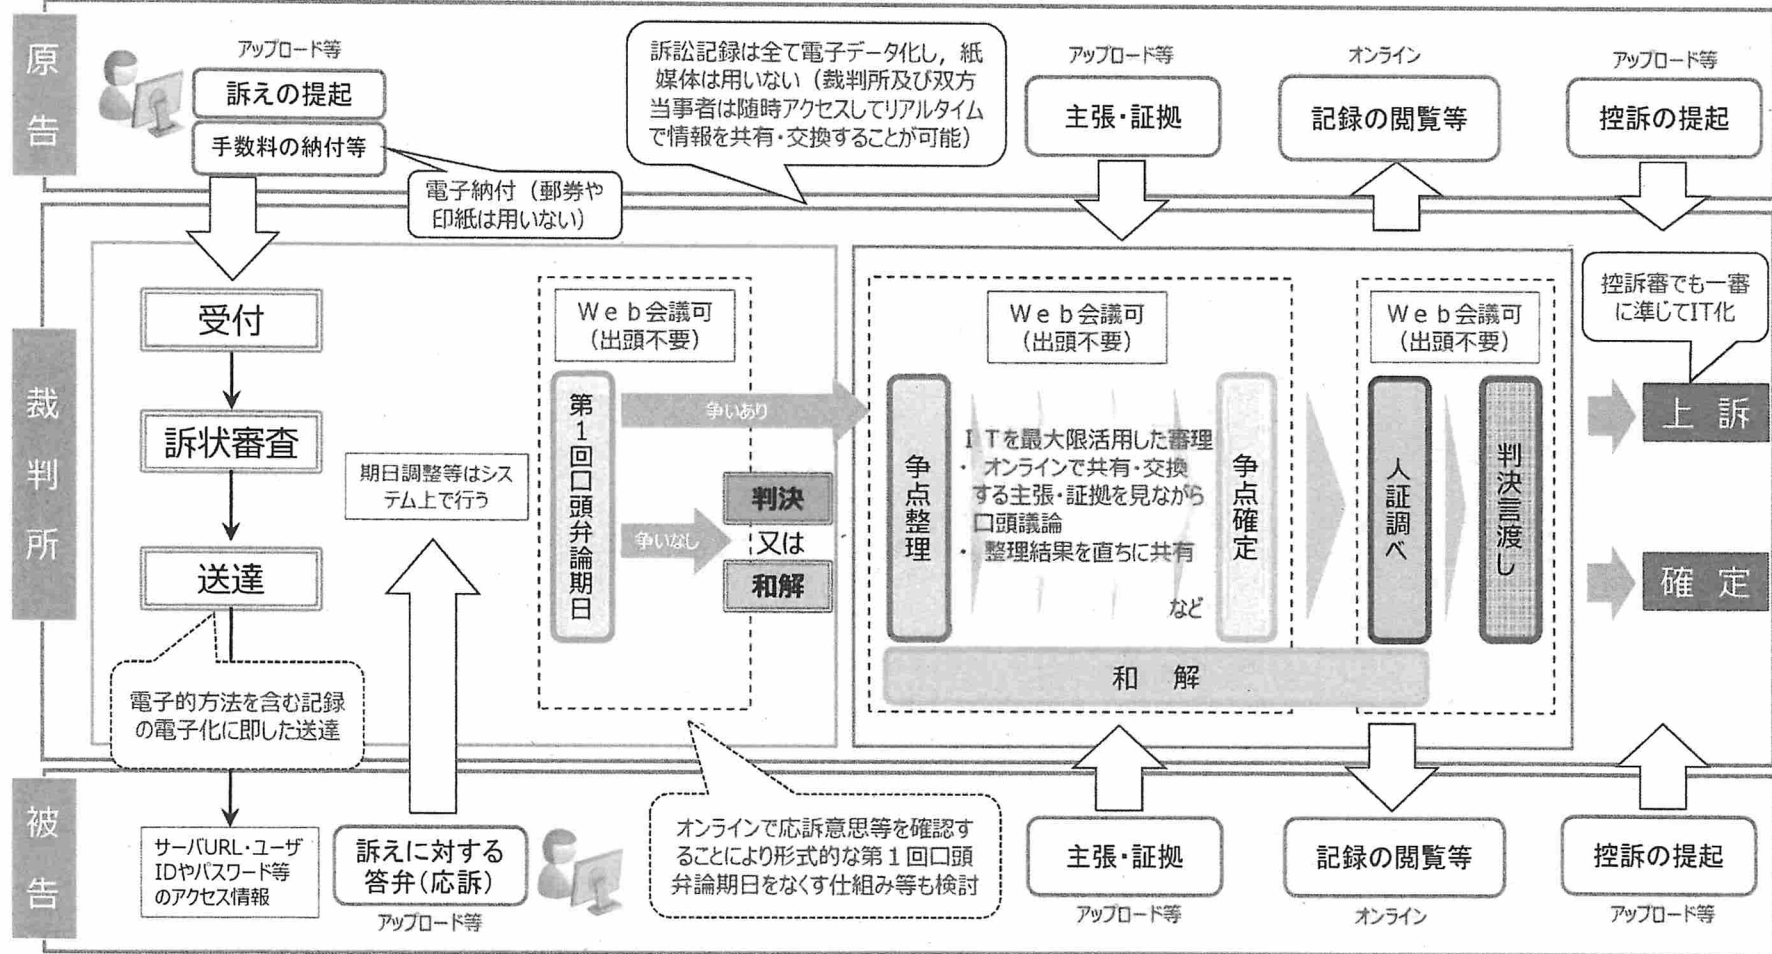 原告
アップロード等
訴えの提起
手数料の納付等
電子納付（郵券や
印紙は用いない）
訴訟記録は全て電子データ化し，紙
媒体は用いない（裁判所及び双方
当事者は随時アクセスしてリアルタイム
で情報を共有・交換することが可能）
アップロード等
主張・証拠
オンライン
記録の閲覧等
アップロード等
控訴の提起
裁判所
受付
訴状審査
送達
電子的方法を含む記録
の電子化に即した送達
期日調整等はシス
テム上で行う
Ｗｅｂ会議可
（出頭不要）
第1回口頭弁論期日
争いあり
争いなし
判決
又は
和解
Ｗｅｂ会議可
（出頭不要）
争点整理
ＩＴを最大限活用した審理
・ オンラインで共有・交換
する主張・証拠を見ながら
口頭議論
・ 整理結果を直ちに共有
など
争点確定
和 解
Ｗｅｂ会議可
（出頭不要）
人証調べ
判決言渡し
控訴審でも一審
に準じてIT化
上 訴
確 定
被告
サーバURL・ユーザ
IDやパスワード等
のアクセス情報
訴えに対する
答弁（応訴）
アップロード等
オンラインで応訴意思等を確認す
ることにより形式的な第１回口頭
弁論期日をなくす仕組み等も検討
主張・証拠
アップロード等
記録の閲覧等
オンライン
控訴の提起
アップロード等